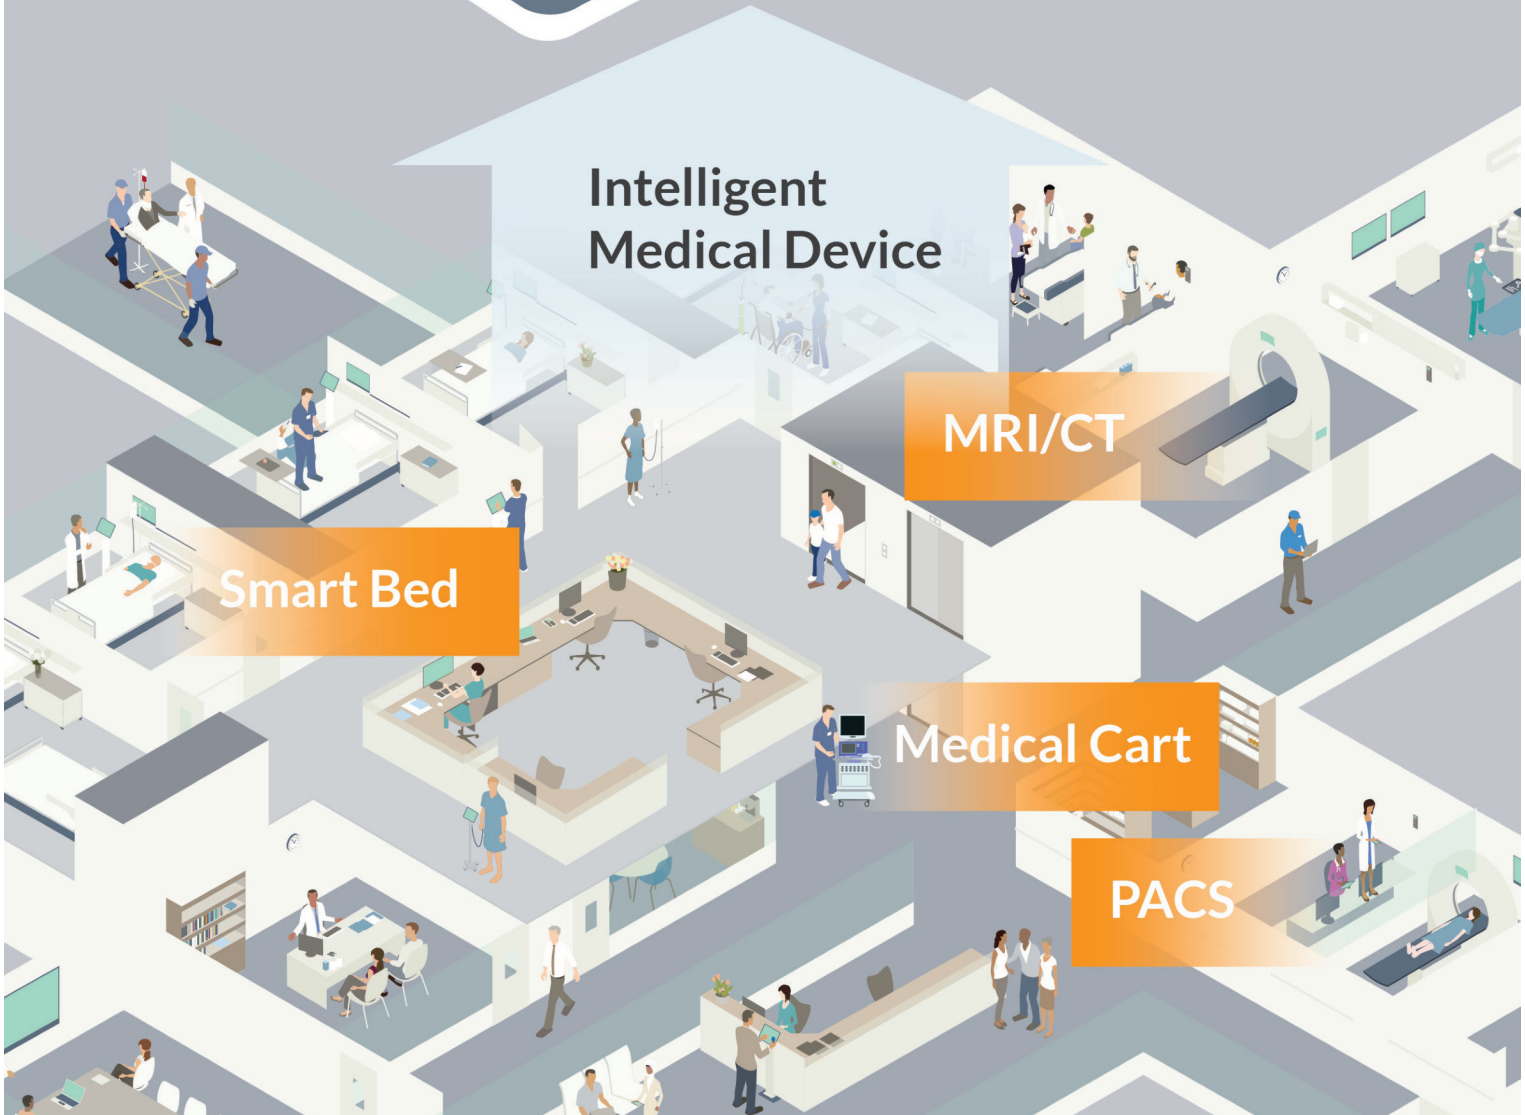 Intelligent
Medical Device
MRI/CT
Smart Bed
Medical Cart
PACS